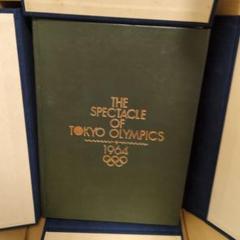 THE
SPECTACLE
OF
TOKYO OLYMPICS
1964